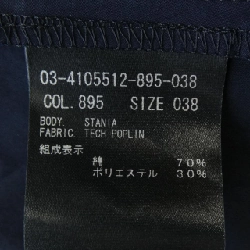 03-4105512-895-038
COL. 895 SIZE 038
BODY. STANIA
FABRIC. TECH POPLIN
組成表示
綿 70%
ポリエステル 30%